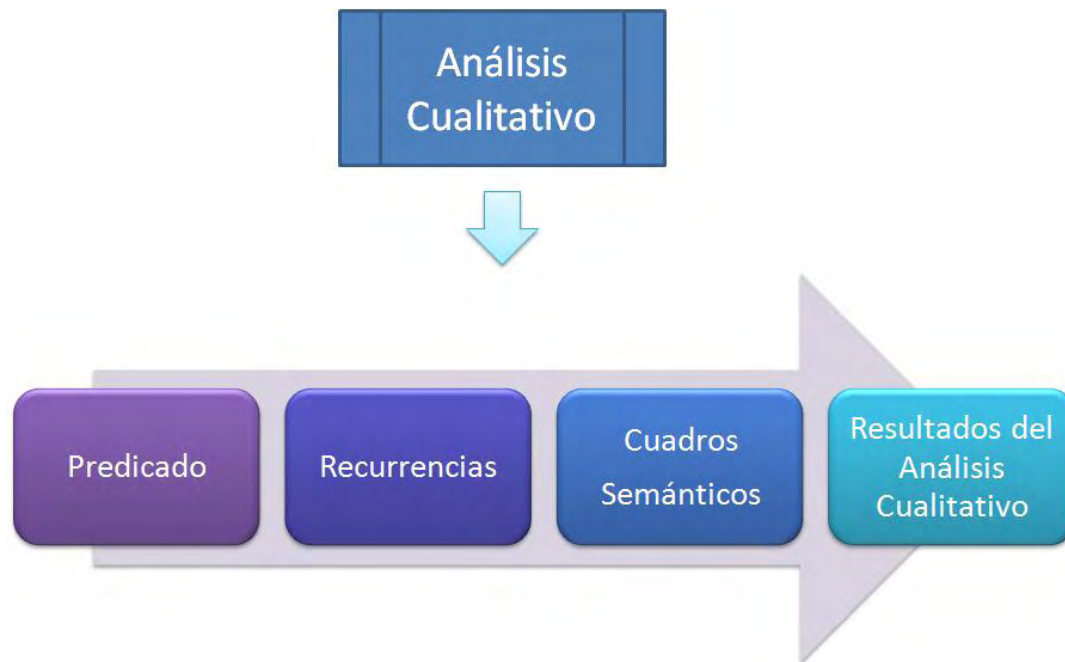 Análisis
Cualitativo
Predicado
Recurrencias
Cuadros
Semánticos
Resultados del
Análisis
Cualitativo